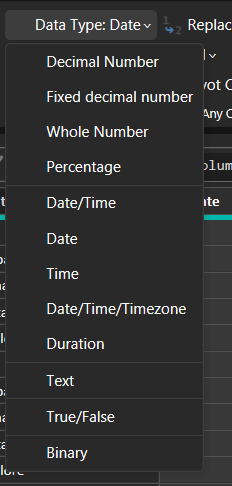 Data Type: Date
Replac
Decimal Number
Fixed decimal number
Whole Number
Percentage
Date/Time
Date
Time
Date/Time/Timezone
Duration
Text
True/False
Binary